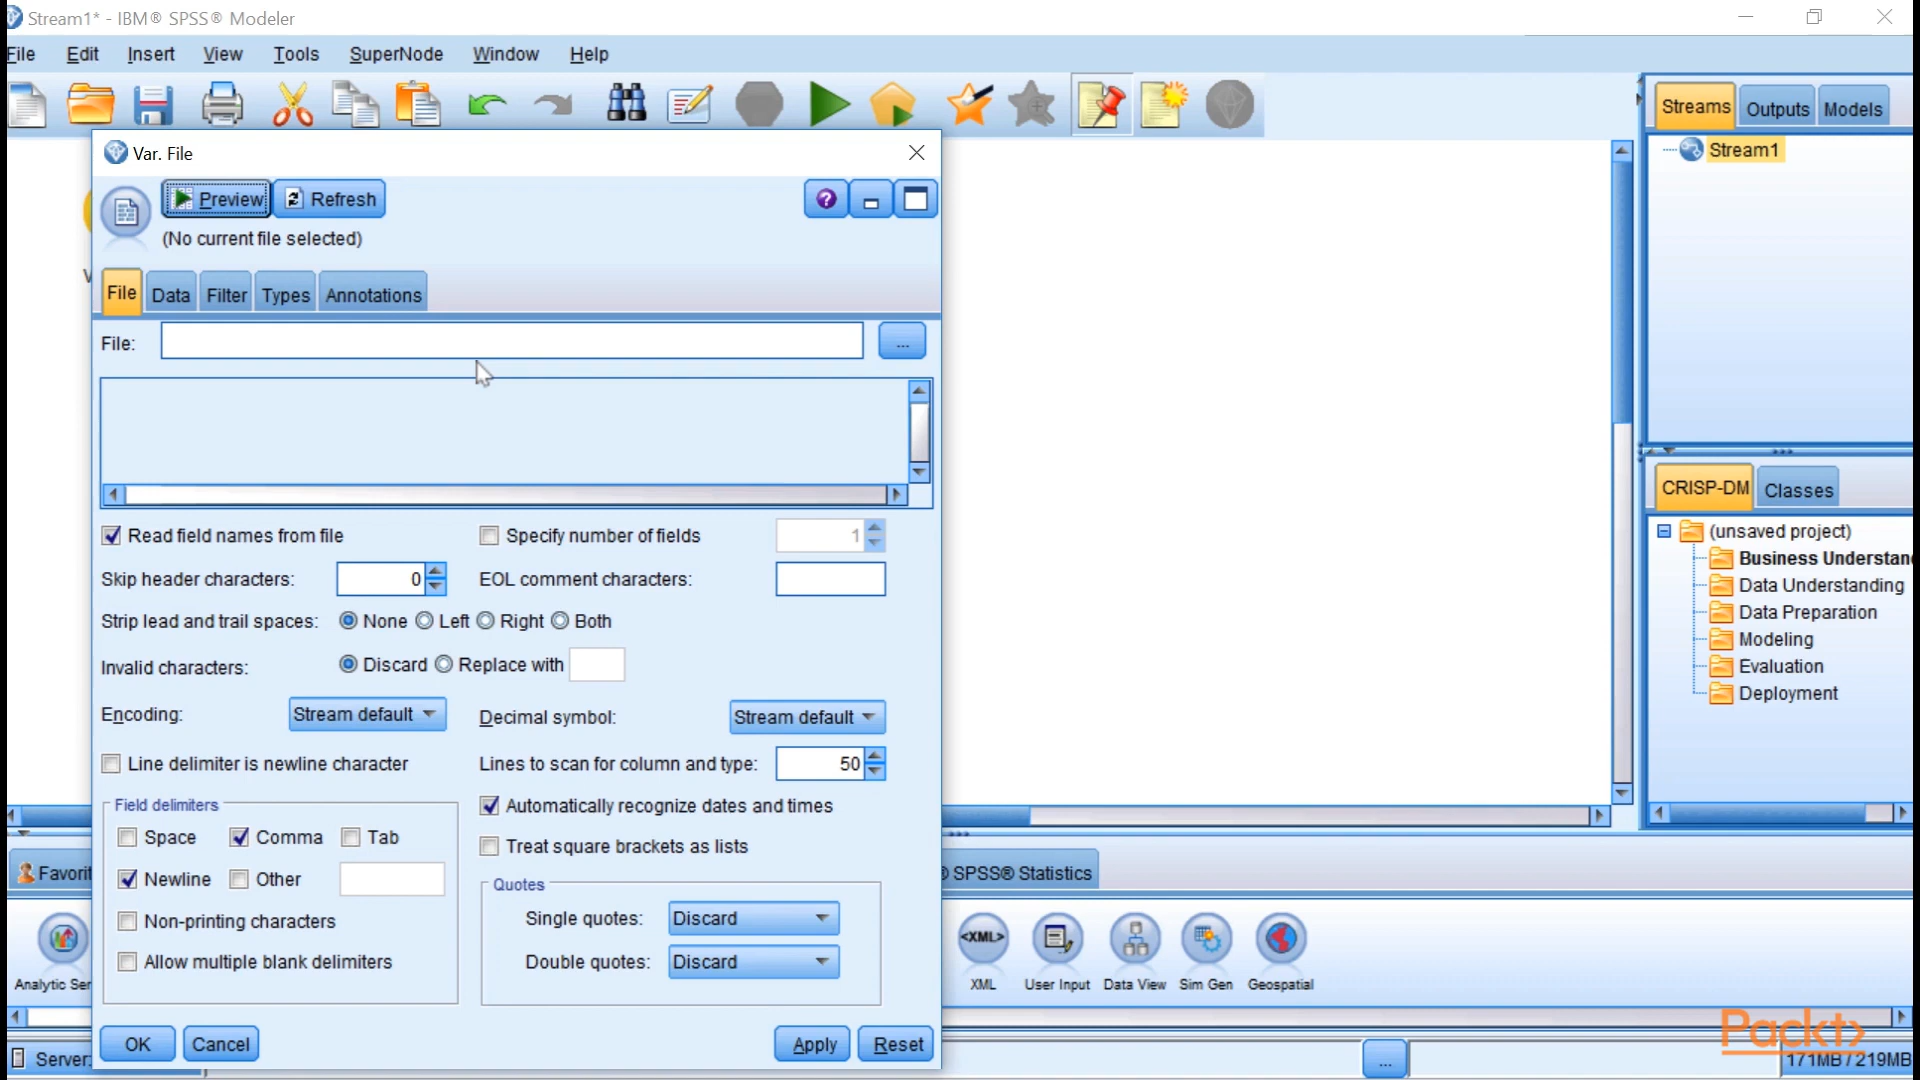 Stream1* - IBM® SPSS® Modeler
File Edit Insert View Tools SuperNode Window Help
Var. File
Preview Refresh
(No current file selected)
File Data Filter Types Annotations
File: ...
Read field names from file Specify number of fields 1
Skip header characters: 0 EOL comment characters:
Strip lead and trail spaces: None Left Right Both
Invalid characters: Discard Replace with
Encoding: Stream default Decimal symbol: Stream default
Line delimiter is newline character Lines to scan for column and type: 50
Field delimiters
Automatically recognize dates and times
Space Comma Tab
Treat square brackets as lists
Newline Other
Quotes
Non-printing characters
Single quotes: Discard
Allow multiple blank delimiters
Double quotes: Discard
OK Cancel Apply Reset
Streams Outputs Models
Stream1
CRISP-DM Classes
(unsaved project)
Business Understan
Data Understanding
Data Preparation
Modeling
Evaluation
Deployment
Favorit
SPSS® Statistics
<XML>
Analytic Ser XML User Input Data View Sim Gen Geospatial
Packt>
Server: ... 171MB / 219MB